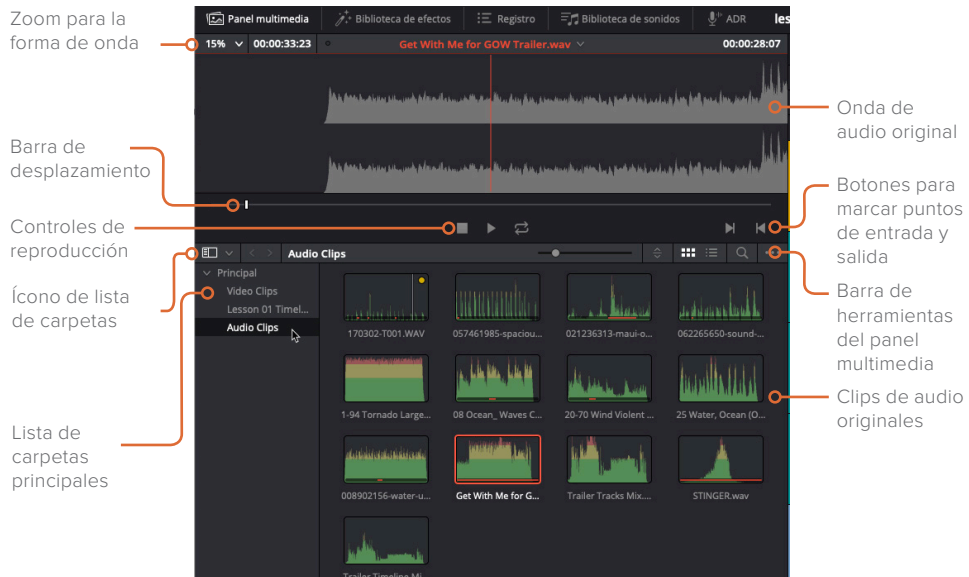 Zoom para la
forma de onda
Barra de
desplazamiento
Controles de
reproducción
Ícono de lista
de carpetas
Lista de
carpetas
principales
Panel multimedia
Biblioteca de efectos
Registro
Biblioteca de sonidos
ADR
les
15%
00:00:33:23
Get With Me for GOW Trailer.wav
00:00:28:07
Audio Clips
Principal
Video Clips
Lesson 01 Timel...
Audio Clips
170302-T001.WAV
057461985-spaciou...
021236313-maui-o...
062265650-sound-...
1-94 Tornado Large...
08 Ocean_ Waves C...
20-70 Wind Violent ...
25 Water, Ocean (O...
008902156-water-u...
Get With Me for G...
Trailer Tracks Mix....
STINGER.wav
Trailer Timeline Mi...
Onda de
audio original
Botones para
marcar puntos
de entrada y
salida
Barra de
herramientas
del panel
multimedia
Clips de audio
originales